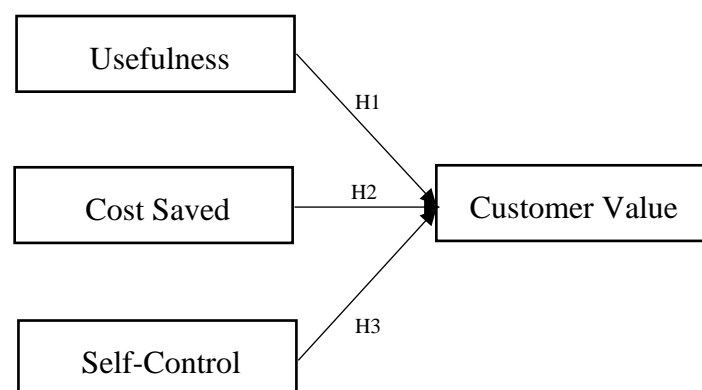 Usefulness
H1
Cost Saved
H2
Customer Value
H3
Self-Control